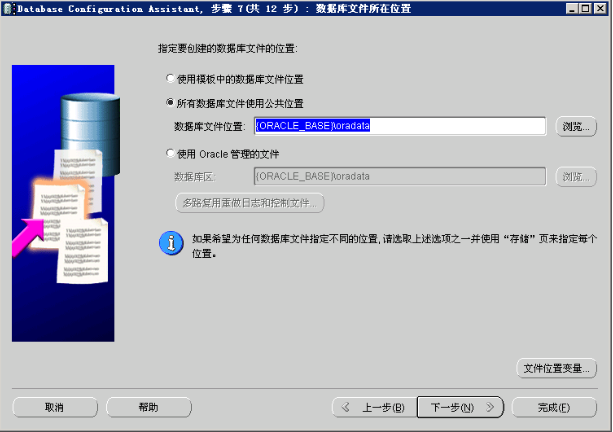 Database Configuration Assistant, 步骤 7(共 12 步) : 数据库文件所在位置
指定要创建的数据库文件的位置:
使用模板中的数据库文件位置
所有数据库文件使用公共位置
数据库文件位置: {ORACLE_BASE}\oradata 浏览...
使用 Oracle 管理的文件
数据库区: {ORACLE_BASE}\oradata 浏览...
多路复用重做日志和控制文件...
如果希望为任何数据库文件指定不同的位置,请选取上述选项之一并使用“存储”页来指定每个
位置。
文件位置变量...
取消 帮助 上一步(B) 下一步(N) 完成(F)